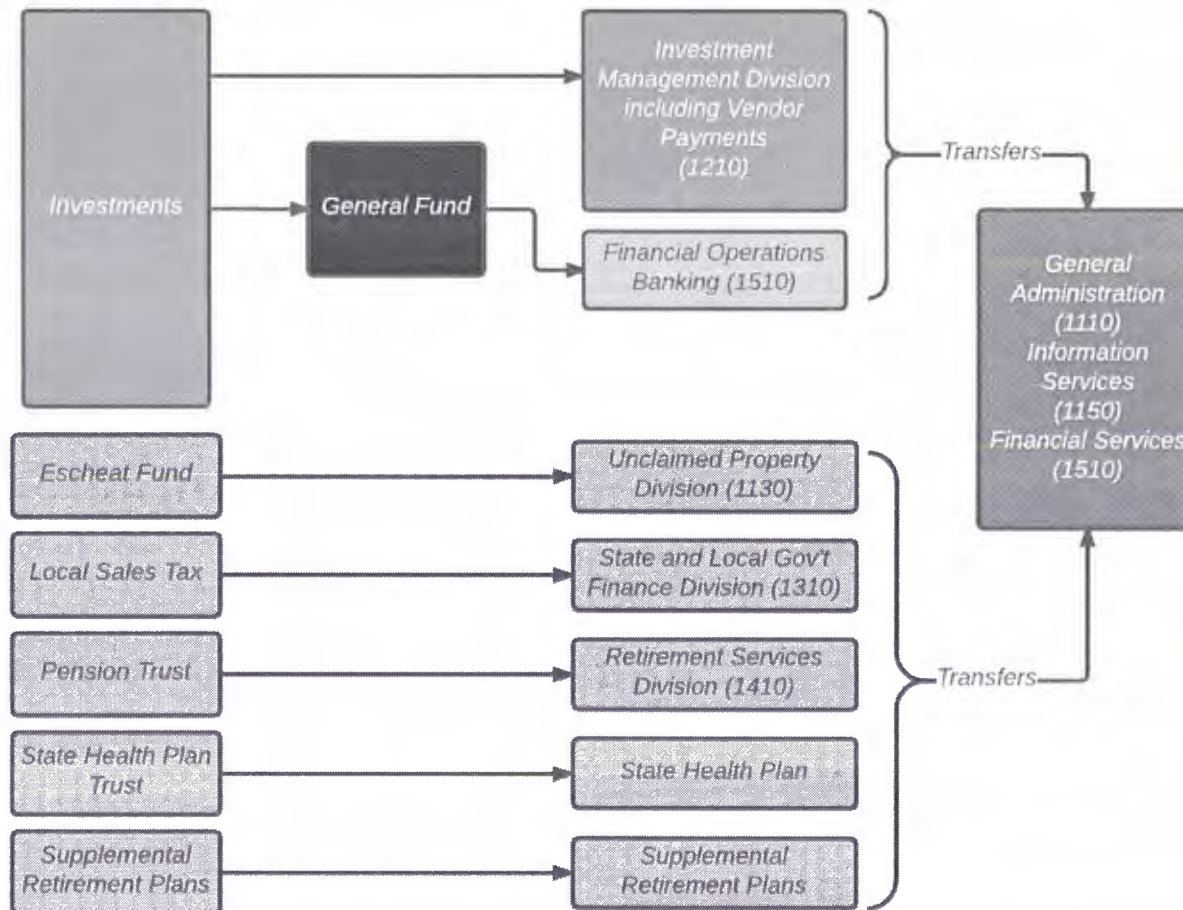 Investments
General Fund
Investment
Management Division
including Vendor
Payments
(1210)
Financial Operations
Banking (1510)
Transfers
General
Administration
(1110)
Information
Services
(1150)
Financial Services
(1510)
Escheat Fund
Unclaimed Property
Division (1130)
Local Sales Tax
State and Local Gov't
Finance Division (1310)
Pension Trust
Retirement Services
Division (1410)
Transfers
State Health Plan
Trust
State Health Plan
Supplemental
Retirement Plans
Supplemental
Retirement Plans